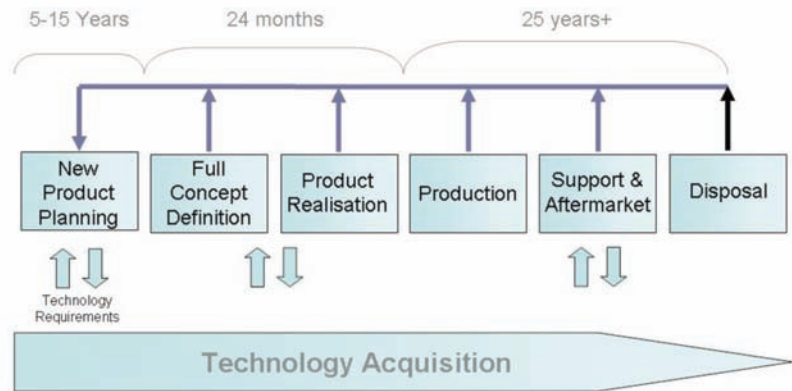 5-15 Years
24 months
25 years+
New
Product
Planning
Full
Concept
Definition
Product
Realisation
Production
Support &
Aftermarket
Disposal
Technology
Requirements
Technology Acquisition